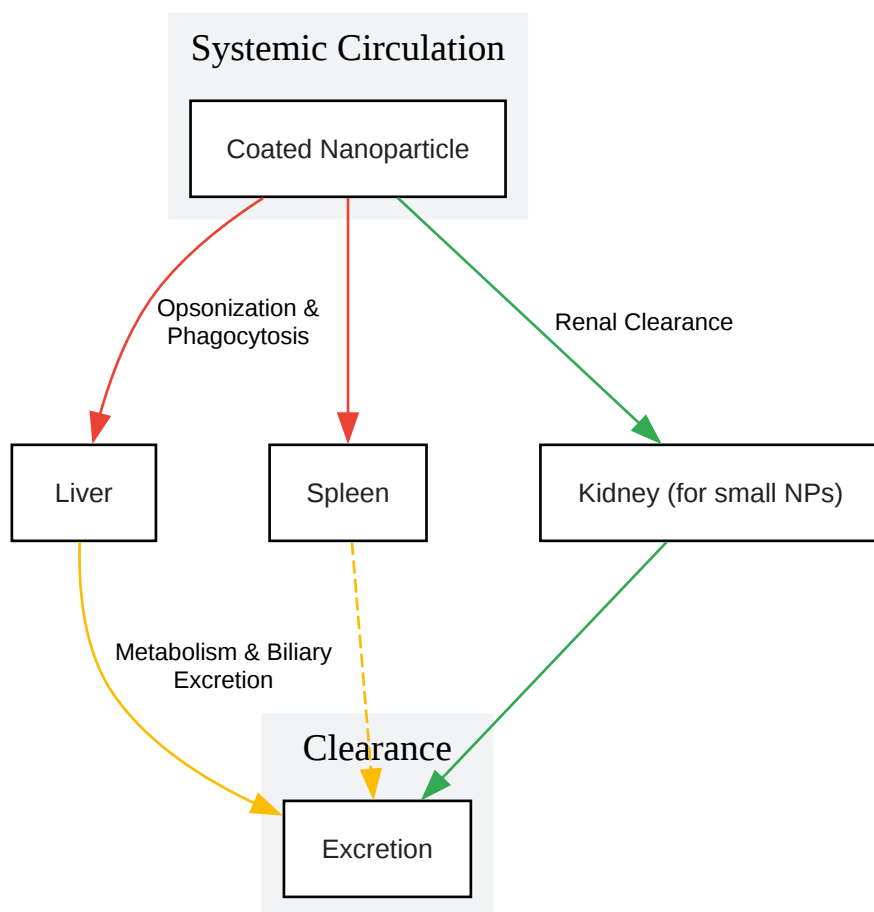 Systemic Circulation
Coated Nanoparticle
Opsonization &
Phagocytosis
Renal Clearance
Liver
Spleen
Kidney (for small NPs)
Metabolism & Biliary
Excretion
Clearance
Excretion